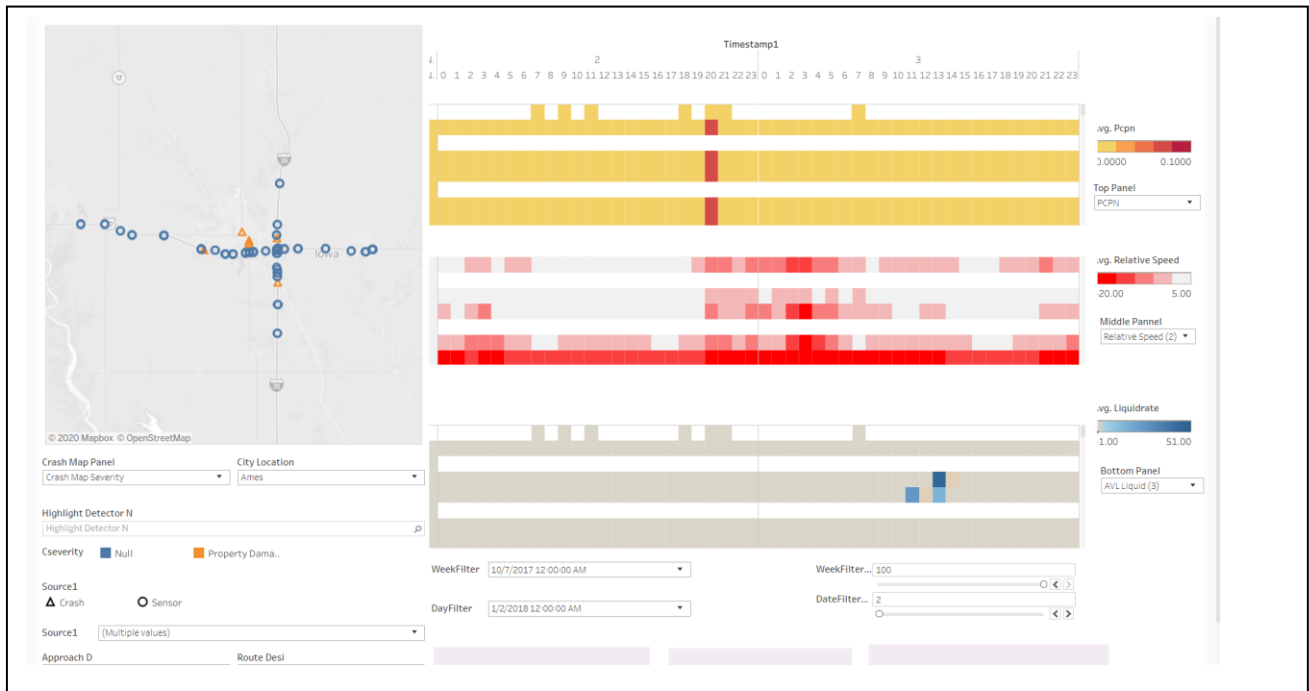 Timestamp1
2 3
0 1 2 3 4 5 6 7 8 9 10 11 12 13 14 15 16 17 18 19 20 21 22 23 0 1 2 3 4 5 6 7 8 9 10 11 12 13 14 15 16 17 18 19 20 21 22 23
17
35
Iowa
35
© 2020 Mapbox © OpenStreetMap
vg. Pcpn
0.0000 0.1000
Top Panel
PCPN
vg. Relative Speed
-20.00 5.00
Middle Pannel
Relative Speed (2)
vg. Liquidrate
1.00 51.00
Bottom Panel
AVL Liquid (3)
Crash Map Panel City Location
Crash Map Severity Ames
Highlight Detector N
Highlight Detector N
Cseverity Null Property Dama..
Source1
Crash Sensor
Source1 (Multiple values)
Approach D Route Desi
WeekFilter 10/7/2017 12:00:00 AM WeekFilter... 100
DayFilter 1/2/2018 12:00:00 AM DateFilter... 2